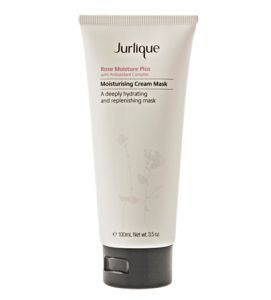 Jurlique
Rose Moisture Plus
with Antioxidant Complex
Moisturising Cream Mask
A deeply hydrating
and replenishing mask
e 100mL Net wt. 3.5 oz.